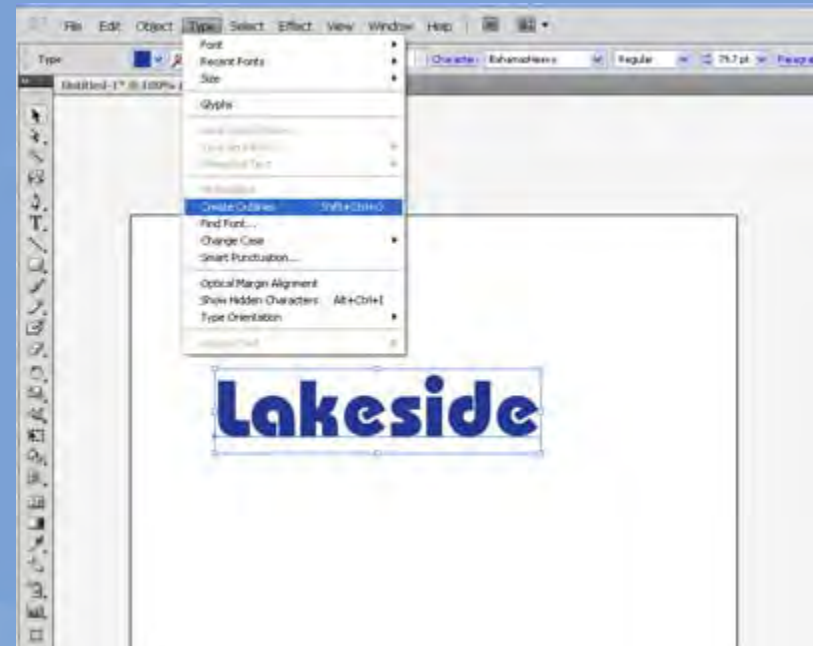 File Edit Object Type Select Effect View Window Help
Type
Character: BahamasHeavy Regular
Untitled-1* @ 100%
Font
Recent Fonts
Size
Glyphs
Create Outlines Shift+Ctrl+O
Find Font...
Change Case
Smart Punctuation...
Optical Margin Alignment
Show Hidden Characters Alt+Ctrl+I
Type Orientation
Lakeside